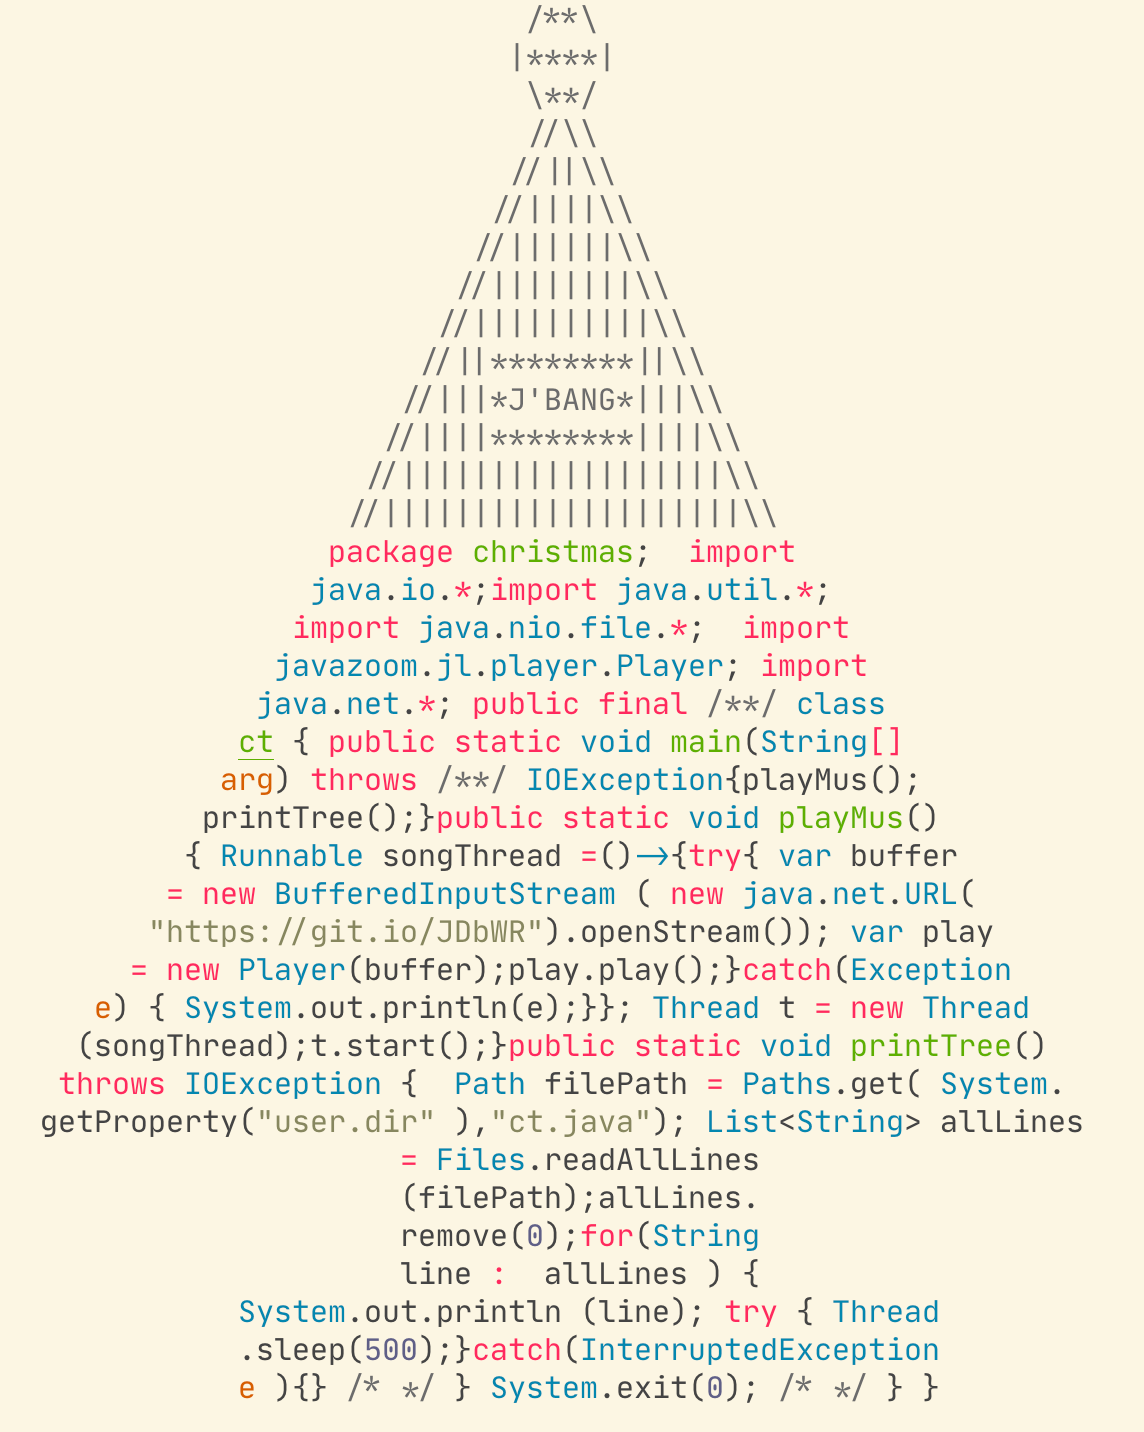 /**\
|****|
\**/
//\\
//||\\
//||||\\
//||||||\\
//||||||||\\
//||||||||||\\
//||********||\\
//|||*J'BANG*|||\\
//||||********||||\\
//||||||||||||||||||\\
//||||||||||||||||||||\\
package christmas;  import
java.io.*;import java.util.*;
import java.nio.file.*;  import
javazoom.jl.player.Player; import
java.net.*; public final /**/ class
ct { public static void main(String[]
arg) throws /**/ IOException{playMus();
printTree();}public static void playMus()
{ Runnable songThread =()->{try{ var buffer
= new BufferedInputStream ( new java.net.URL(
"https://git.io/JDbWR").openStream()); var play
= new Player(buffer);play.play();}catch(Exception
e) { System.out.println(e);}}; Thread t = new Thread
(songThread);t.start();}public static void printTree()
throws IOException {  Path filePath = Paths.get( System.
getProperty("user.dir" ),"ct.java"); List<String> allLines
= Files.readAllLines
(filePath);allLines.
remove(0);for(String
line :  allLines ) {
System.out.println (line); try { Thread
.sleep(500);}catch(InterruptedException
e ){} /* */ } System.exit(0); /* */ } }